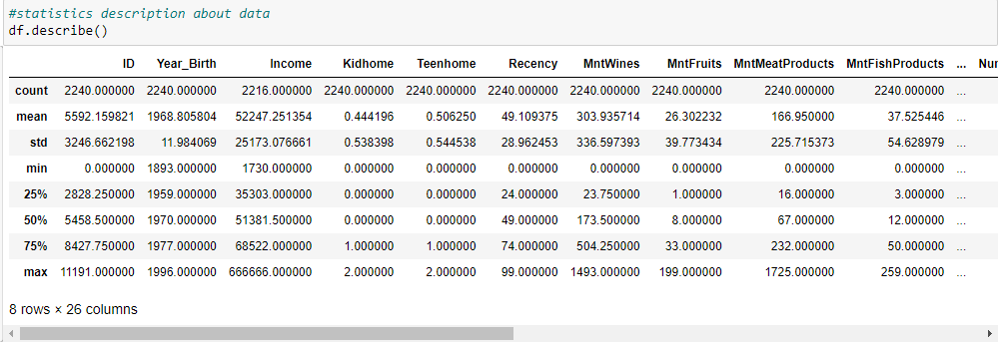 #statistics description about data
df.describe()
ID Year_Birth Income Kidhome Teenhome Recency MntWines MntFruits MntMeatProducts MntFishProducts ... Nur
count 2240.000000 2240.000000 2216.000000 2240.000000 2240.000000 2240.000000 2240.000000 2240.000000 2240.000000 2240.000000 ...
mean 5592.159821 1968.805804 52247.251354 0.444196 0.506250 49.109375 303.935714 26.302232 166.950000 37.525446 ...
std 3246.662198 11.984069 25173.076661 0.538398 0.544538 28.962453 336.597393 39.773434 225.715373 54.628979 ...
min 0.000000 1893.000000 1730.000000 0.000000 0.000000 0.000000 0.000000 0.000000 0.000000 0.000000 ...
25% 2828.250000 1959.000000 35303.000000 0.000000 0.000000 24.000000 23.750000 1.000000 16.000000 3.000000 ...
50% 5458.500000 1970.000000 51381.500000 0.000000 0.000000 49.000000 173.500000 8.000000 67.000000 12.000000 ...
75% 8427.750000 1977.000000 68522.000000 1.000000 1.000000 74.000000 504.250000 33.000000 232.000000 50.000000 ...
max 11191.000000 1996.000000 666666.000000 2.000000 2.000000 99.000000 1493.000000 199.000000 1725.000000 259.000000 ...
8 rows × 26 columns